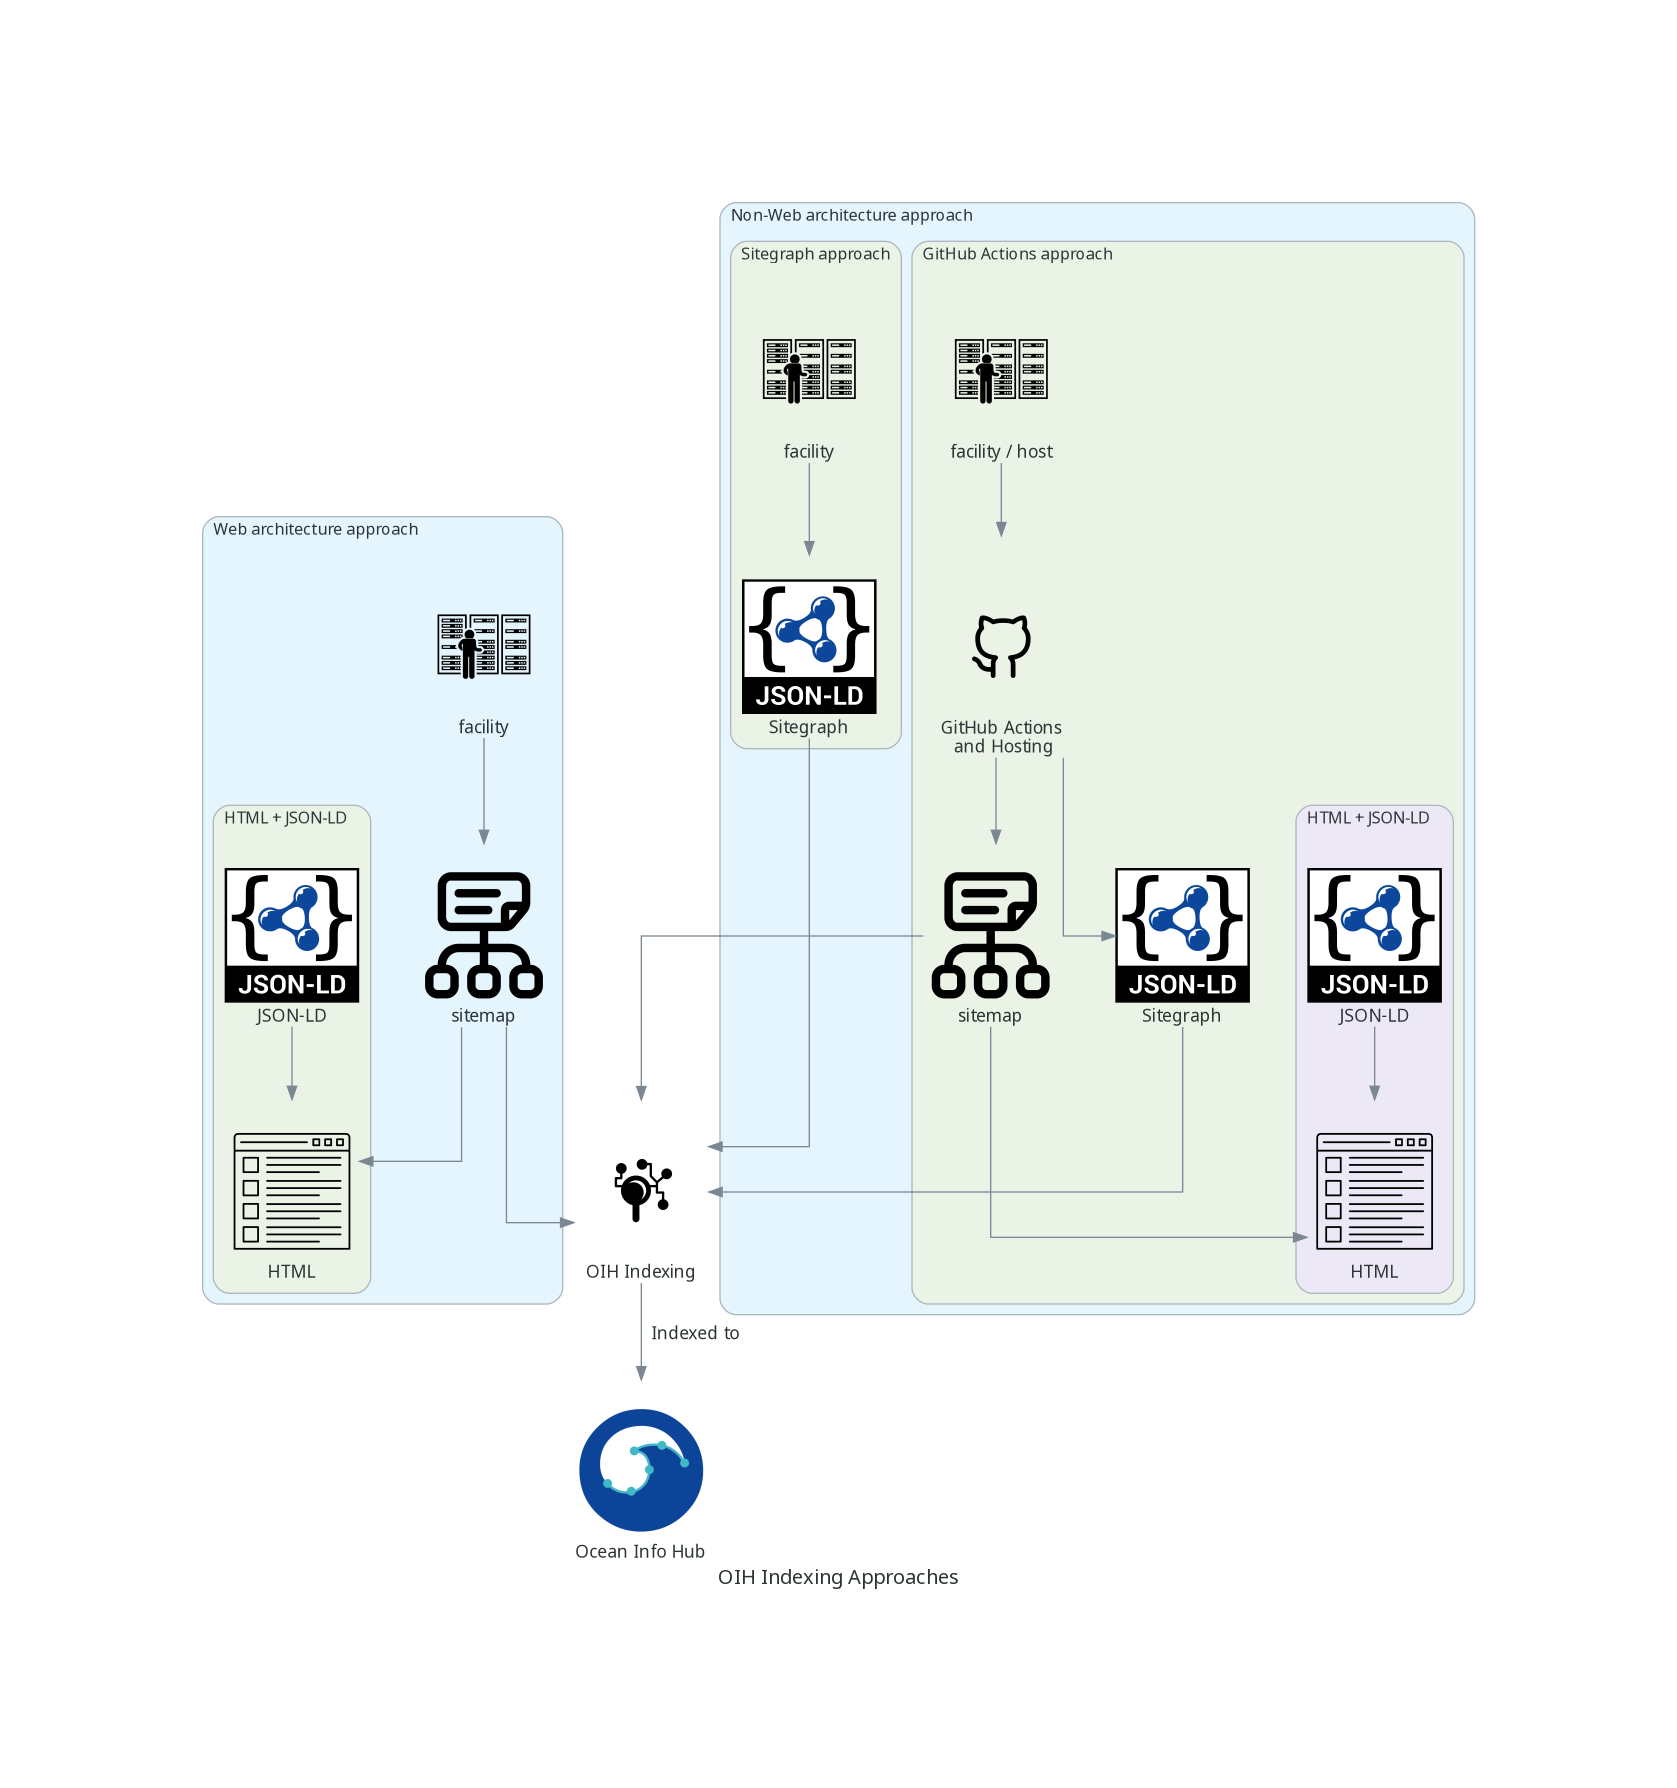 Non-Web architecture approach
Sitegraph approach
GitHub Actions approach
facility
facility / host
Web architecture approach
JSON-LD
Sitegraph
facility
GitHub Actions
and Hosting
HTML + JSON-LD
HTML + JSON-LD
JSON-LD
JSON-LD
sitemap
sitemap
JSON-LD
Sitegraph
JSON-LD
JSON-LD
HTML
OIH Indexing
HTML
Indexed to
Ocean Info Hub
OIH Indexing Approaches